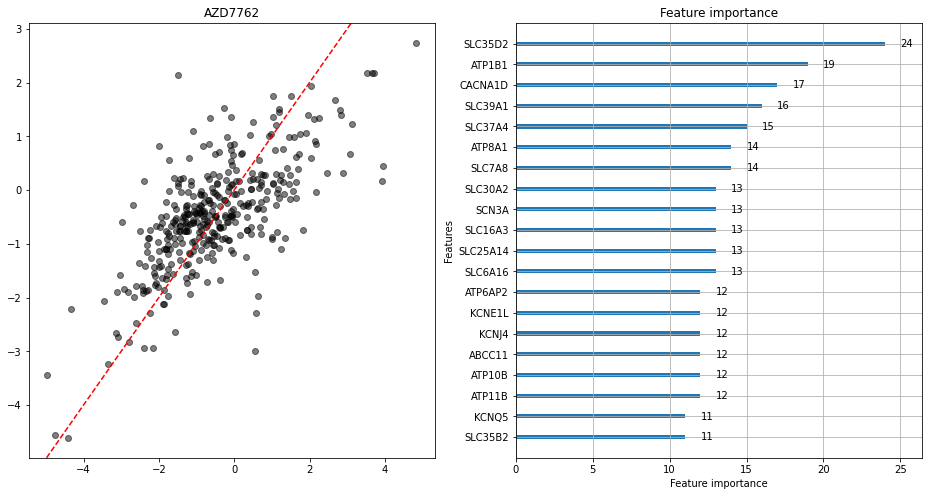 AZD7762
3
2
1
0
−1
−2
−3
−4
−4
−2
0
2
4
Feature importance
Features
SLC35D2 24
ATP1B1 19
CACNA1D 17
SLC39A1 16
SLC37A4 15
ATP8A1 14
SLC7A8 14
SLC30A2 13
SCN3A 13
SLC16A3 13
SLC25A14 13
SLC6A16 13
ATP6AP2 12
KCNE1L 12
KCNJ4 12
ABCC11 12
ATP10B 12
ATP11B 12
KCNQ5 11
SLC35B2 11
0 5 10 15 20 25
Feature importance